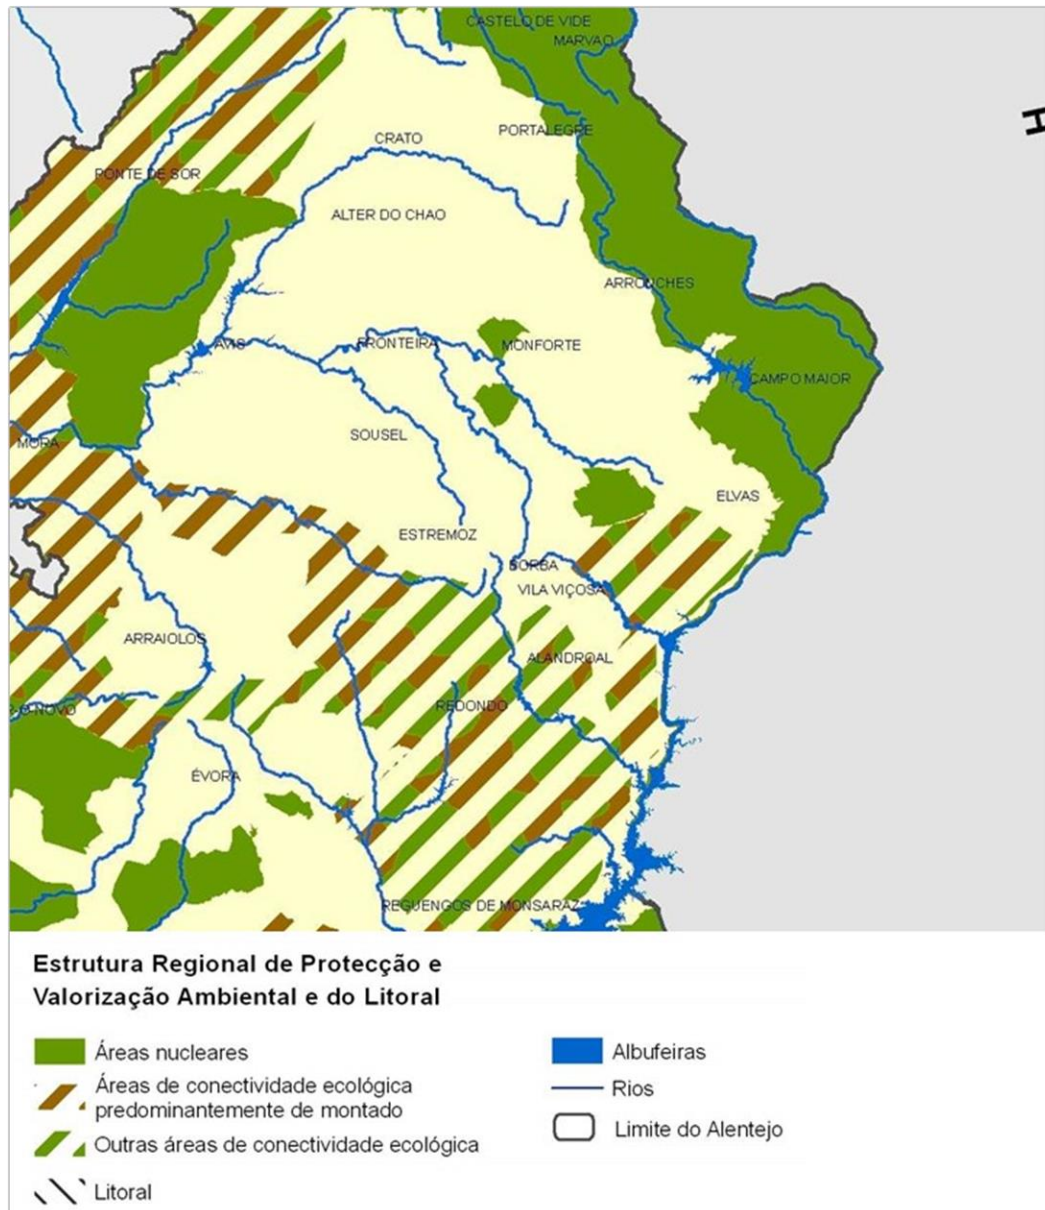 CASTELO DE VIDE
MARVAO
PORTALEGRE
CRATO
PONTE DE SOR
ALTER DO CHAO
ARRONCHES
AVIS
FRONTEIRA
MONFORTE
CAMPO MAIOR
SOUSEL
MORA
ELVAS
ESTREMOZ
BORBA
VILA VIÇOSA
ARRAIOLOS
ALANDROAL
REDONDO
R-O-NOVO
ÉVORA
REGUENGOS DE MONSARAZ
Estrutura Regional de Protecção e
Valorização Ambiental e do Litoral
Áreas nucleares
Áreas de conectividade ecológica
predominantemente de montado
Outras áreas de conectividade ecológica
Litoral
Albufeiras
Rios
Limite do Alentejo